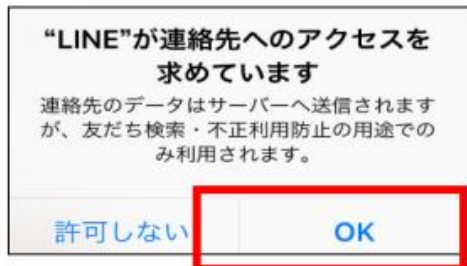 “LINE”が連絡先へのアクセスを
求めています
連絡先のデータはサーバーへ送信されます
が、友だち検索・不正利用防止の用途での
み利用されます。
許可しない OK